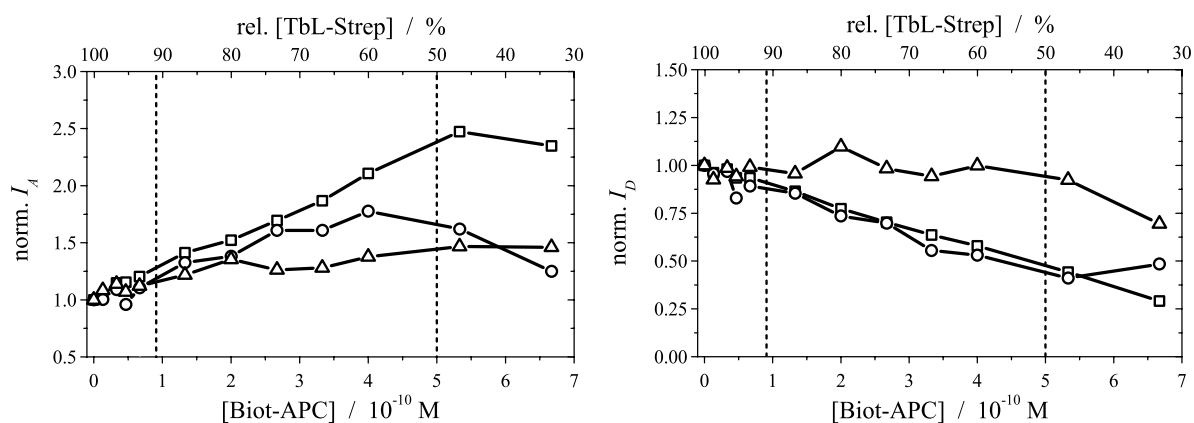 rel. [TbL-Strep] / %
100 90 80 70 60 50 40 30
3.0
2.5
2.0
1.5
1.0
0.5
norm. I_A
0 1 2 3 4 5 6 7
[Biot-APC] / 10⁻¹⁰ M
rel. [TbL-Strep] / %
100 90 80 70 60 50 40 30
1.50
1.25
1.00
0.75
0.50
0.25
0.00
norm. I_D
0 1 2 3 4 5 6 7
[Biot-APC] / 10⁻¹⁰ M